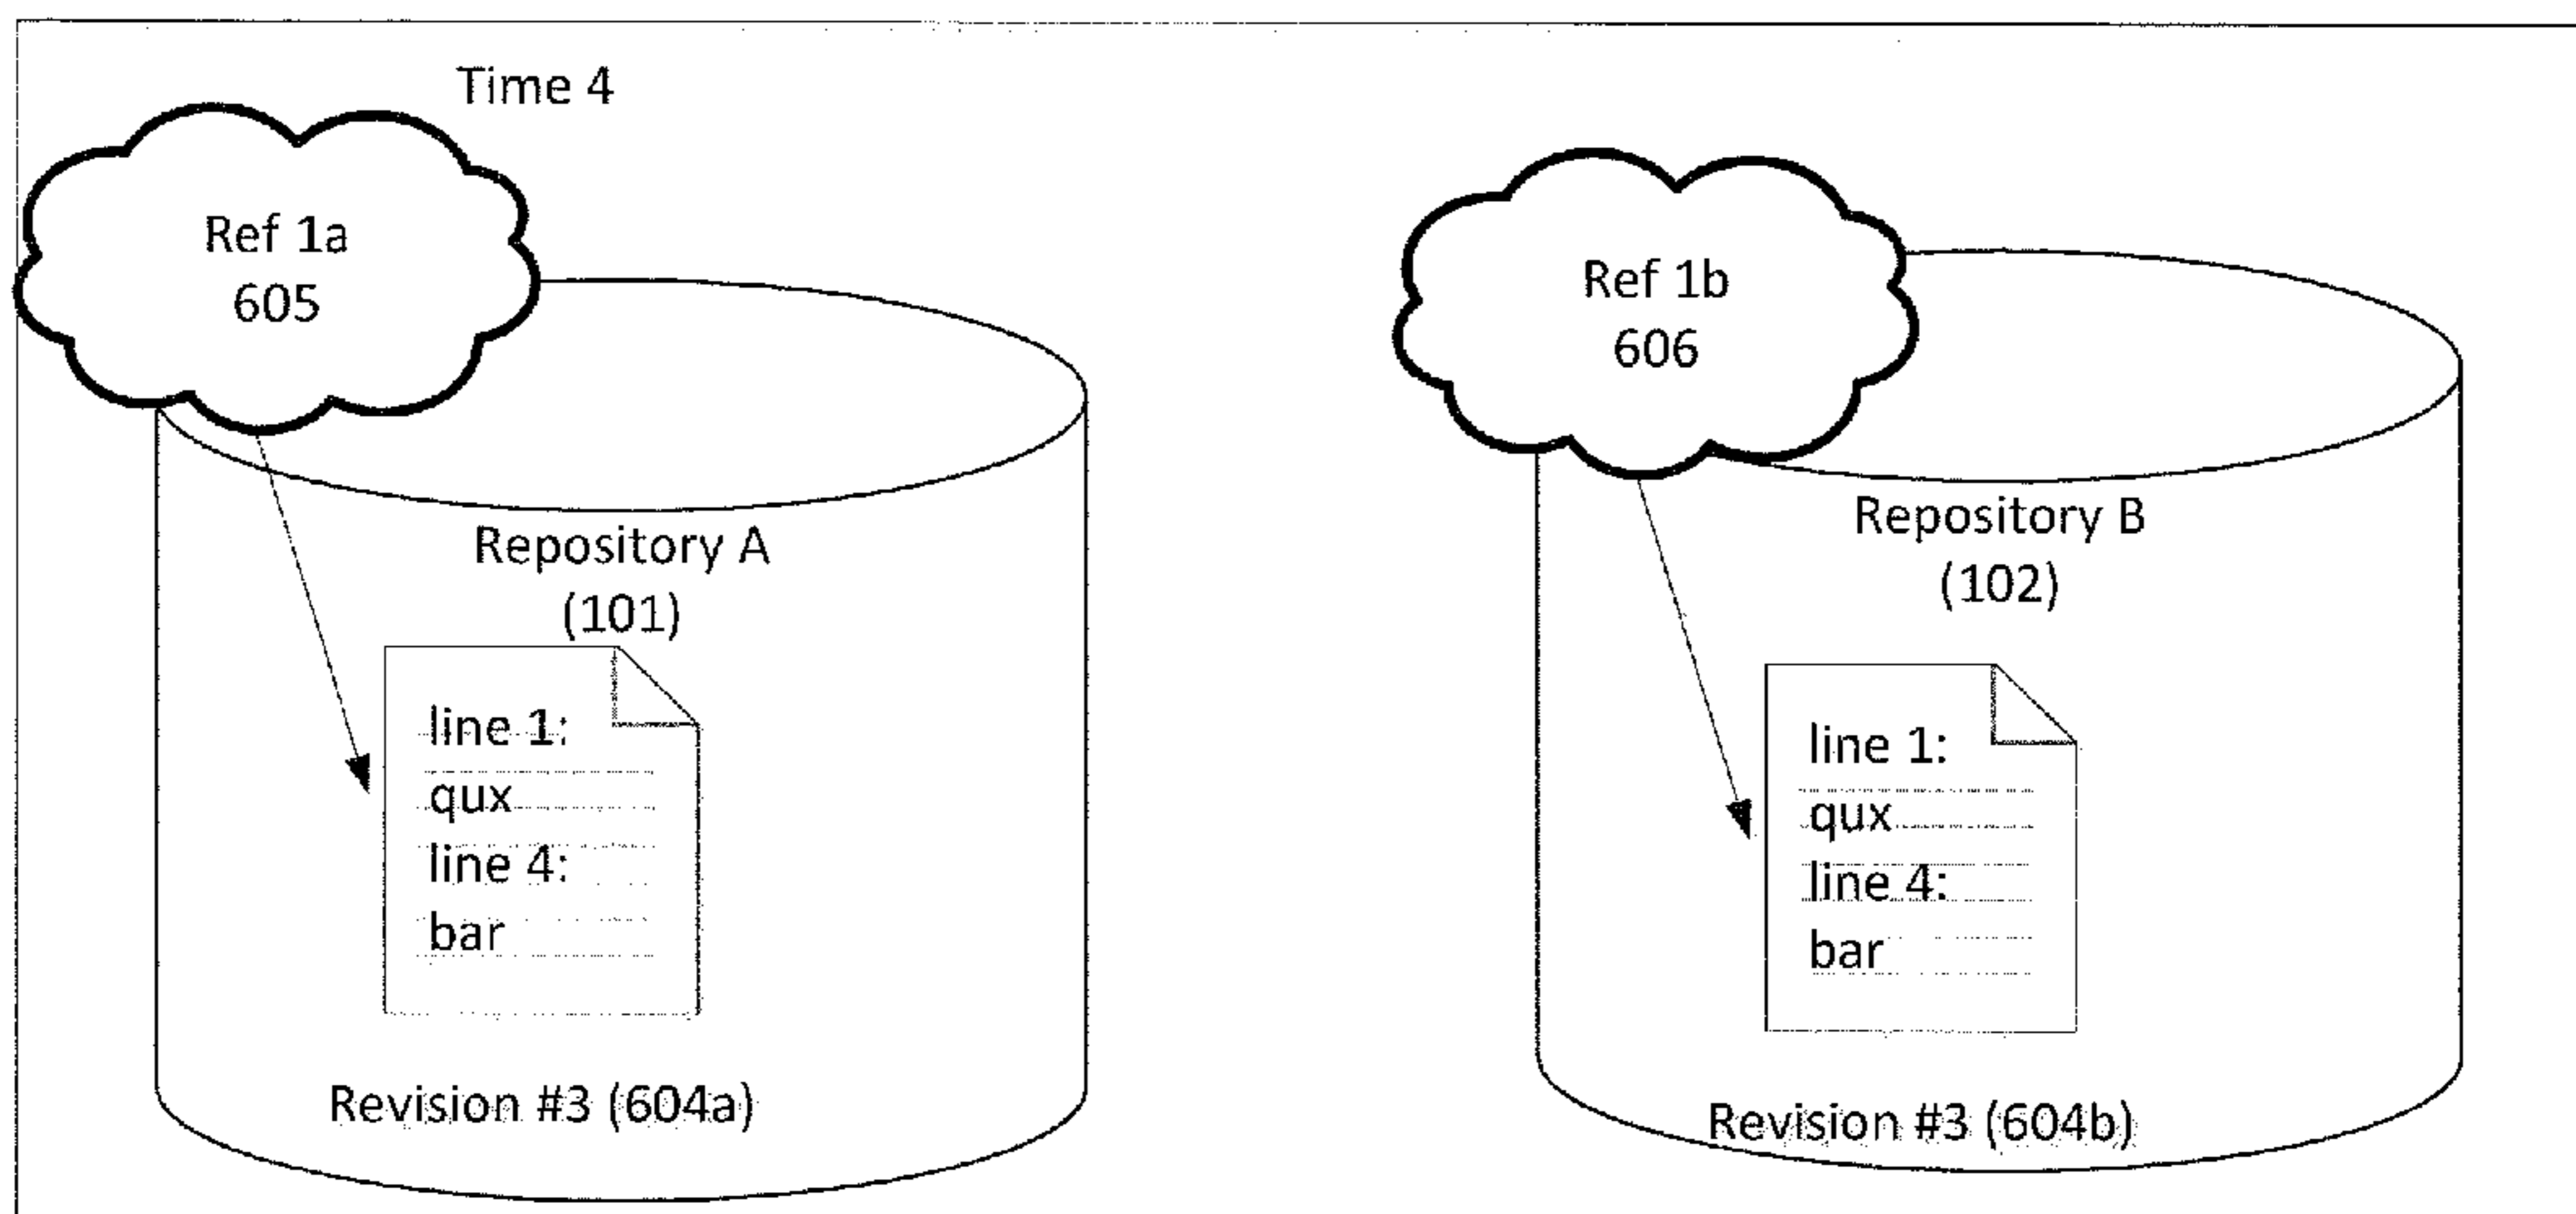 Time 4
Ref 1a
605
Repository A
(101)
line 1:
qux
line 4:
bar
Revision #3 (604a)
Ref 1b
606
Repository B
(102)
line 1:
qux
line 4:
bar
Revision #3 (604b)